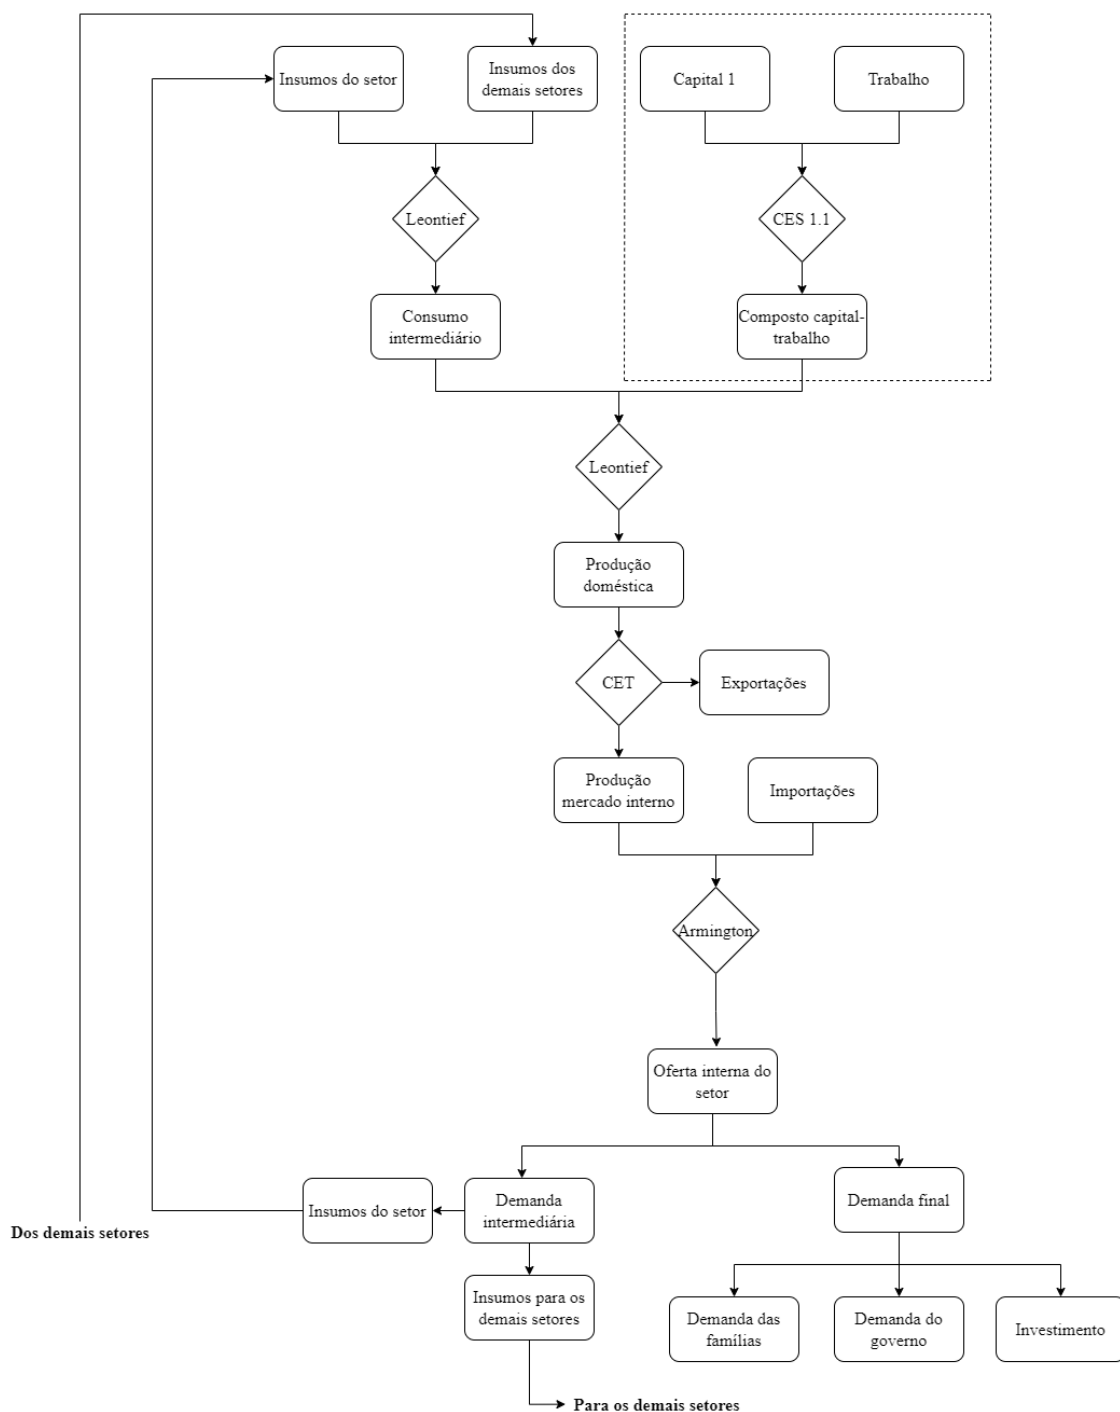 Insumos do setor
Insumos dos
demais setores
Capital 1
Trabalho
Leontief
CES 1.1
Consumo
intermediário
Composto capital-
trabalho
Leontief
Produção
doméstica
CET
Exportações
Produção
mercado interno
Importações
Armington
Oferta interna do
setor
Dos demais setores
Insumos do setor
Demanda
intermediária
Demanda final
Insumos para os
demais setores
Demanda das
famílias
Demanda do
governo
Investimento
Para os demais setores